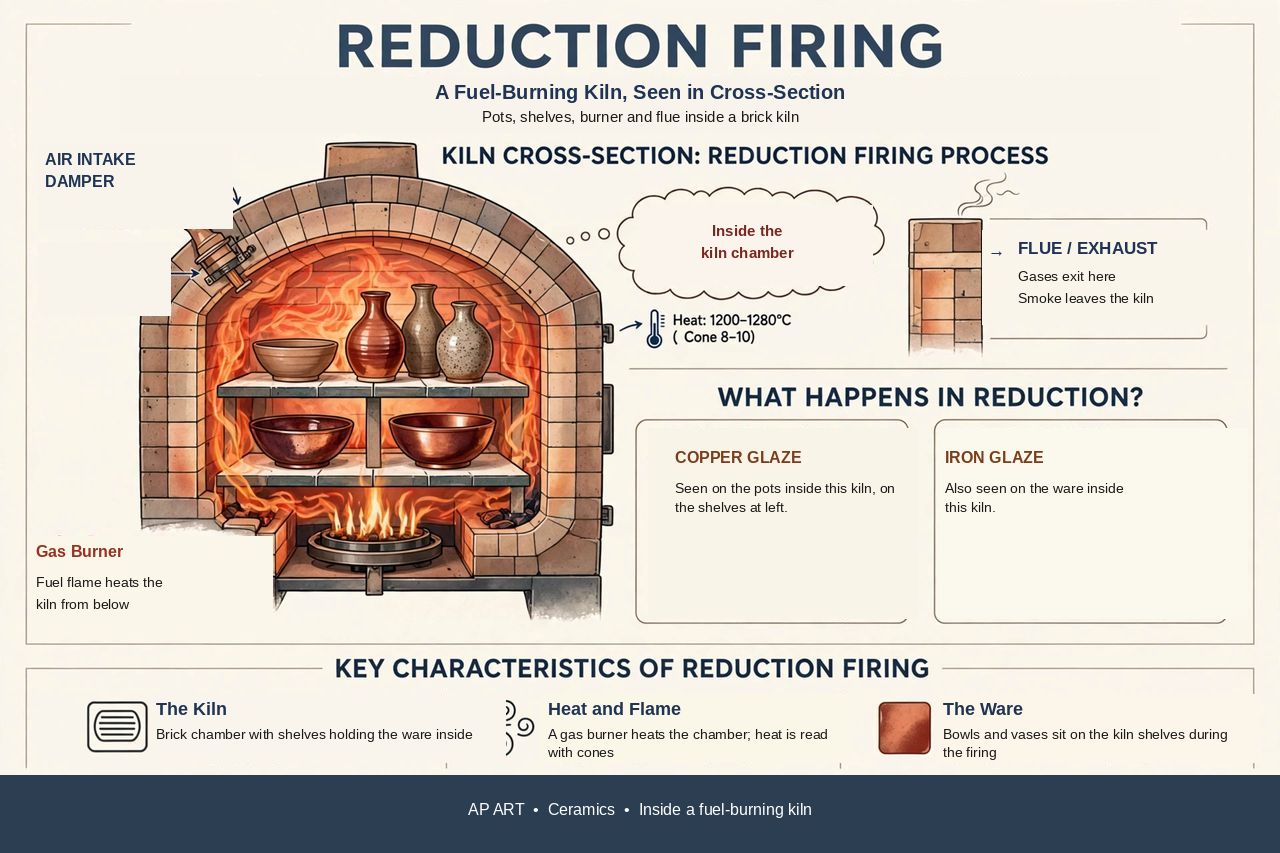 REDUCTION FIRING
A Fuel-Burning Kiln, Seen in Cross-Section
Pots, shelves, burner and flue inside a brick kiln
AIR INTAKE
DAMPER
KILN CROSS-SECTION: REDUCTION FIRING PROCESS
Inside the
kiln chamber
→ FLUE / EXHAUST
Gases exit here
Smoke leaves the kiln
Heat: 1200–1280°C
( Cone 8–10)
WHAT HAPPENS IN REDUCTION?
COPPER GLAZE
Seen on the pots inside this kiln, on
the shelves at left.
IRON GLAZE
Also seen on the ware inside
this kiln.
Gas Burner
Fuel flame heats the
kiln from below
KEY CHARACTERISTICS OF REDUCTION FIRING
The Kiln
Brick chamber with shelves holding the ware inside
Heat and Flame
A gas burner heats the chamber; heat is read
with cones
The Ware
Bowls and vases sit on the kiln shelves during
the firing
AP ART • Ceramics • Inside a fuel-burning kiln